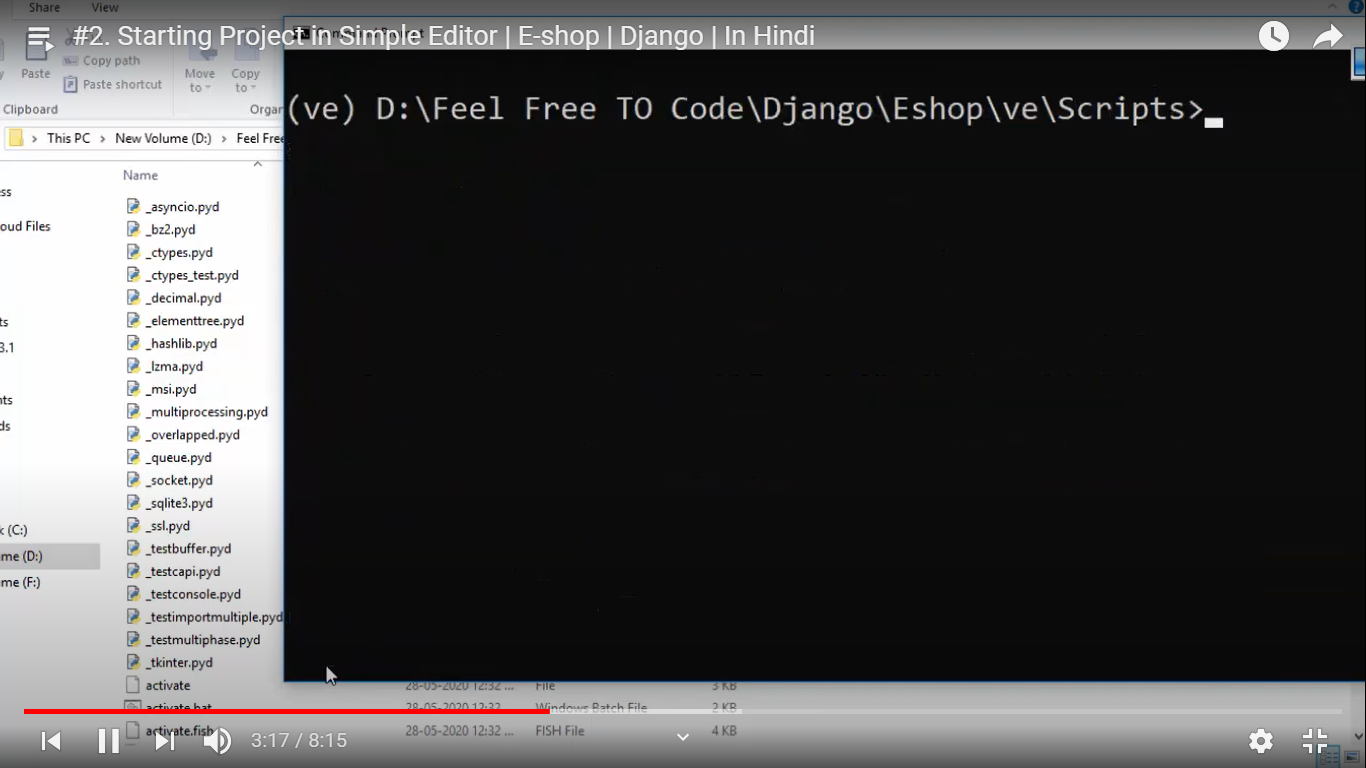 Share View
#2. Starting Project in Simple Editor | E-shop | Django | In Hindi
Paste
Copy path
Paste shortcut
Move to
Copy to
Clipboard
Organ
This PC > New Volume (D:) > Feel Free
(ve) D:\Feel Free TO Code\Django\Eshop\ve\Scripts>
Name
ess
oud Files
ts
3.1
nts
ds
k (C:)
ume (D:)
ume (F:)
_asyncio.pyd
_bz2.pyd
_ctypes.pyd
_ctypes_test.pyd
_decimal.pyd
_elementtree.pyd
_hashlib.pyd
_lzma.pyd
_msi.pyd
_multiprocessing.pyd
_overlapped.pyd
_queue.pyd
_socket.pyd
_sqlite3.pyd
_ssl.pyd
_testbuffer.pyd
_testcapi.pyd
_testconsole.pyd
_testimportmultiple.pyd
_testmultiphase.pyd
_tkinter.pyd
activate 28-05-2020 12:32 ... File 3 KB
activate.bat 28-05-2020 12:32 ... Windows Batch File 2 KB
activate.fish 28-05-2020 12:32 ... FISH File 4 KB
3:17 / 8:15